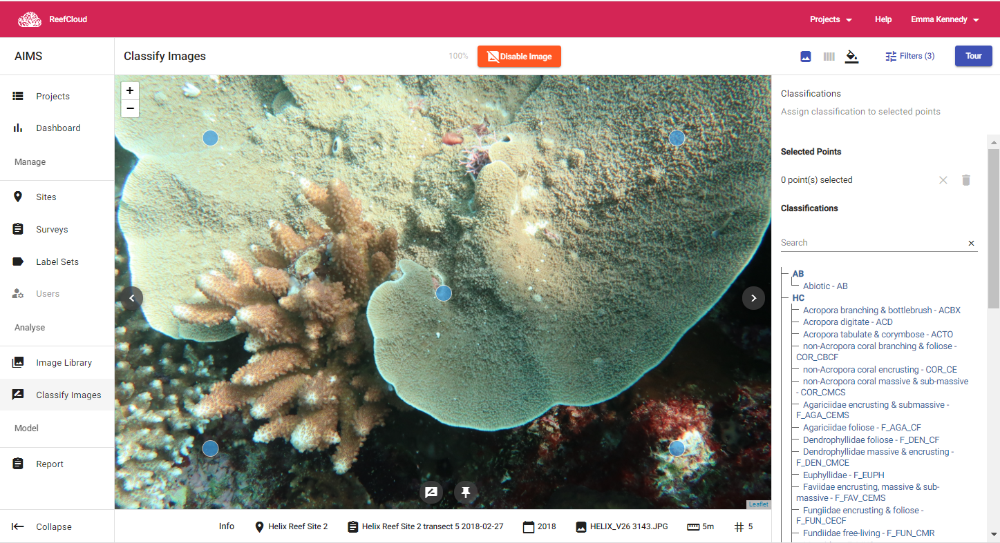 ReefCloud
Projects
Help
Emma Kennedy
AIMS
Classify Images
100%
Disable Image
Filters (3)
Tour
Projects
Dashboard
Manage
Sites
Surveys
Label Sets
Users
Analyse
Image Library
Classify Images
Model
Report
Collapse
+
−
Leaflet
Info
Helix Reef Site 2
Helix Reef Site 2 transect 5 2018-02-27
2018
HELIX_V26 3143.JPG
5m
5
Classifications
Assign classification to selected points
Selected Points
0 point(s) selected
Classifications
Search
AB
Abiotic - AB
HC
Acropora branching & bottlebrush - ACBX
Acropora digitate - ACD
Acropora tabulate & corymbose - ACTO
non-Acropora coral branching & foliose -
COR_CBCF
non-Acropora coral encrusting - COR_CE
non-Acropora coral massive & sub-massive
- COR_CMCS
Agariciidae encrusting & submassive -
F_AGA_CEMS
Agariciidae foliose - F_AGA_CF
Dendrophyllidae foliose - F_DEN_CF
Dendrophyllidae massive & encrusting -
F_DEN_CMCE
Euphyllidae - F_EUPH
Faviidae encrusting, massive & sub-
massive - F_FAV_CEMS
Fungiidae encrusting & foliose -
F_FUN_CECF
Fundiidae free-living - F_FUN_CMR